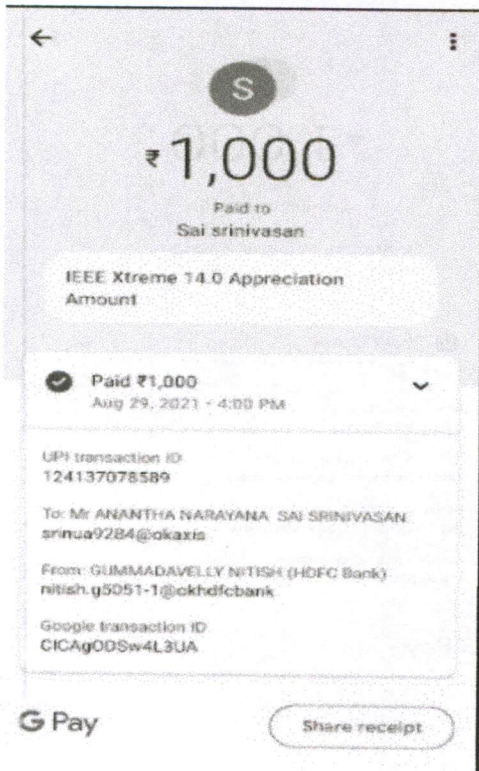 S
₹1,000
Paid to
Sai srinivasan
IEEE Xtreme 14.0 Appreciation
Amount
Paid ₹1,000
Aug 29, 2021 - 4:00 PM
UPI transaction ID
124137078589
To: Mr ANANTHA NARAYANA SAI SRINIVASAN
srinua9284@okaxis
From: GUMMADAVELLY NITISH (HDFC Bank)
nitish.g5051-1@okhdfcbank
Google transaction ID
CICAgODSw4L3UA
G Pay
Share receipt